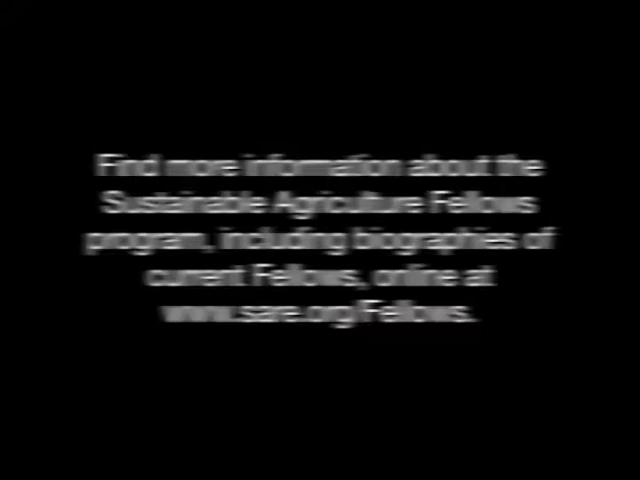 Find more information about the
Sustainable Agriculture Fellows
program, including biographies of
current Fellows, online at
www.sare.org/Fellows.